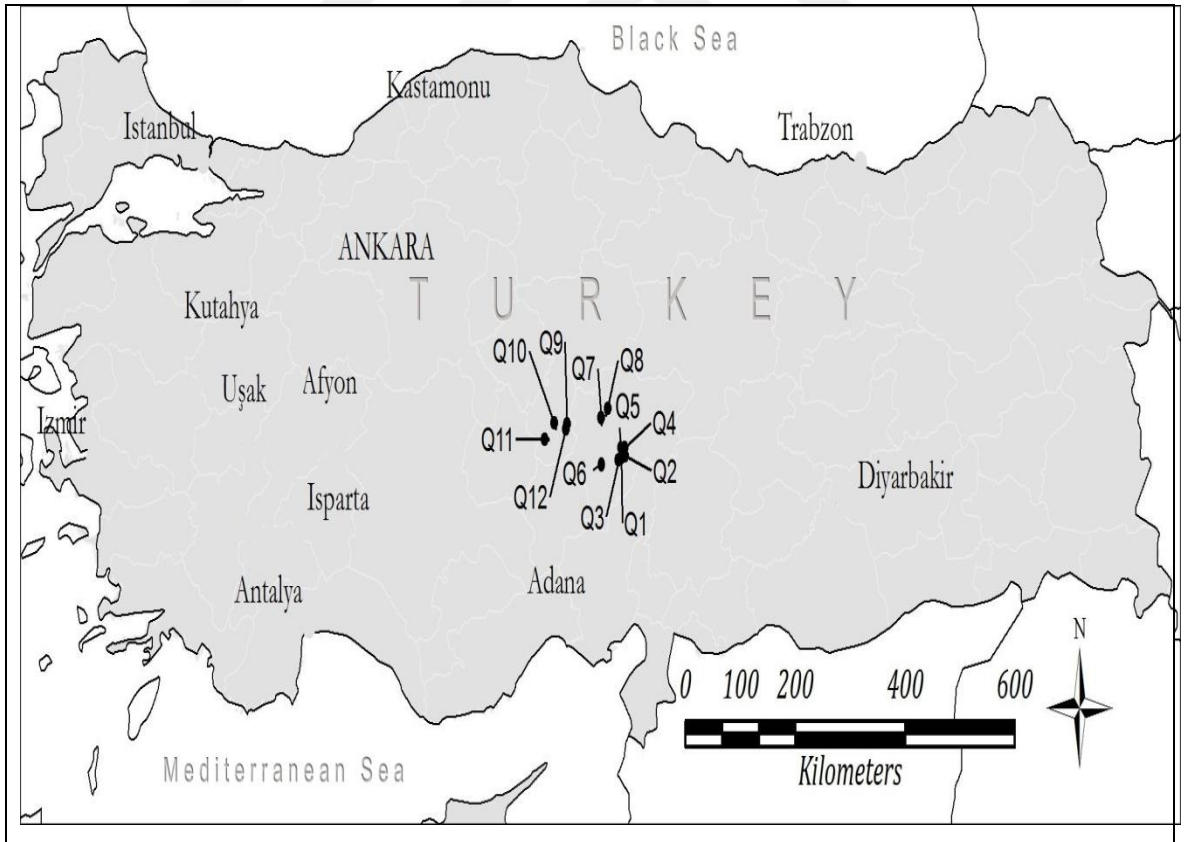 Black Sea
Kastamonu
Istanbul
Trabzon
ANKARA
TURKEY
Kutahya
Q10
Q9
Q7
Q8
Uşak
Afyon
Q5
Izmir
Q11
Q4
Q6
Q2
Diyarbakir
Q12
Isparta
Q3
Q1
Antalya
Adana
N
0 100 200 400 600
Kilometers
Mediterranean Sea